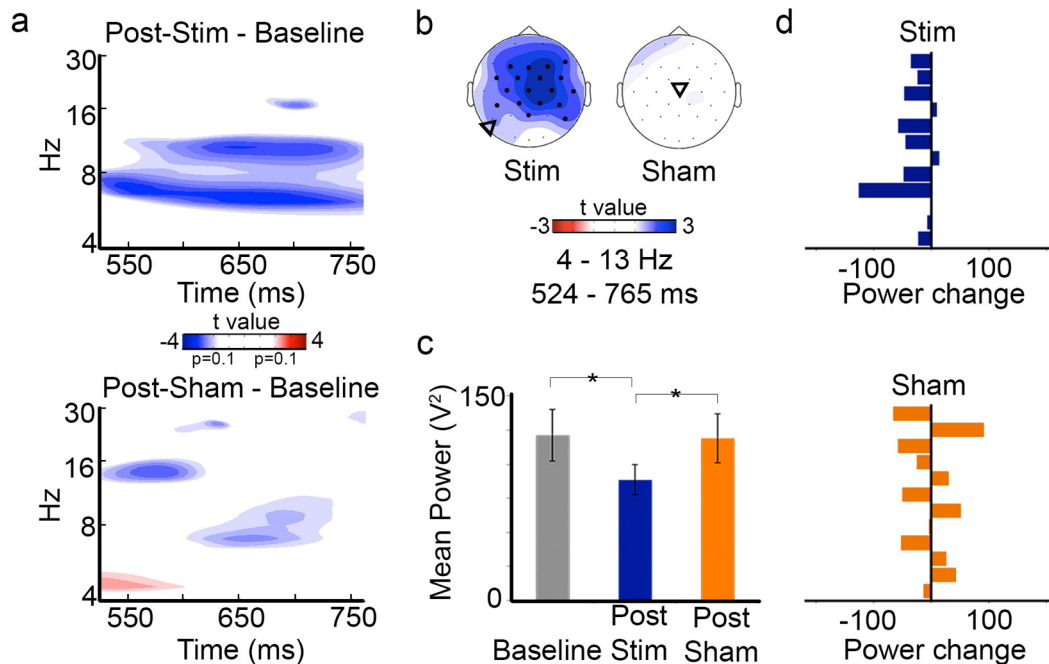 a
Post-Stim - Baseline
30
16
8
4
Hz
550
650
750
Time (ms)
t value
-4
4
p=0.1
p=0.1
Post-Sham - Baseline
30
16
8
4
Hz
550
650
750
Time (ms)
b
Stim
Sham
t value
-3
3
4 - 13 Hz
524 - 765 ms
c
150
0
Mean Power (V²)
*
*
Baseline
Post
Stim
Post
Sham
d
Stim
-100
100
Power change
Sham
-100
100
Power change